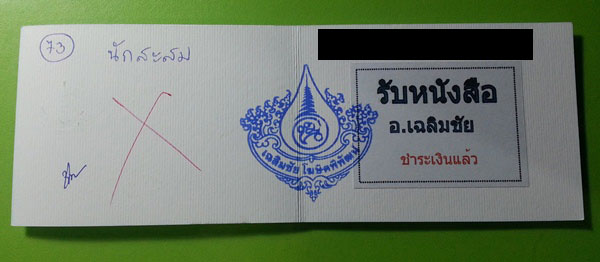 73
นักสะสม
เฉลิมชัย โฆษิตพิพัฒน์
รับหนังสือ
อ.เฉลิมชัย
ชำระเงินแล้ว